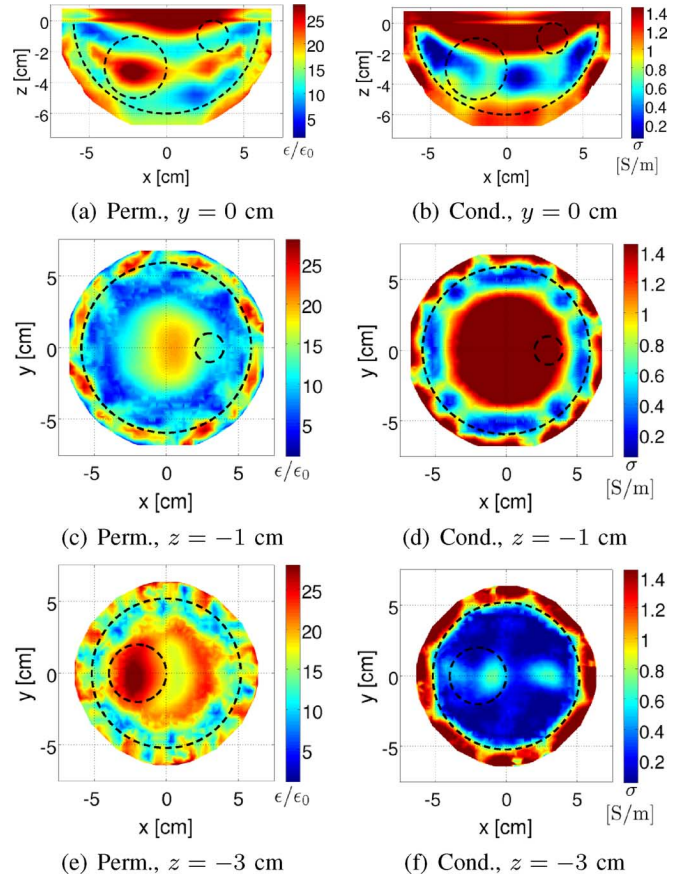 0
-2
-4
-6
z [cm]
-5 0 5
x [cm]
25
20
15
10
5
ϵ/ϵ0
(a) Perm., y = 0 cm
0
-2
-4
-6
z [cm]
-5 0 5
x [cm]
1.4
1.2
1
0.8
0.6
0.4
0.2
σ
[S/m]
(b) Cond., y = 0 cm
5
0
-5
y [cm]
-5 0 5
x [cm]
25
20
15
10
5
ϵ/ϵ0
(c) Perm., z = −1 cm
5
0
-5
y [cm]
-5 0 5
x [cm]
1.4
1.2
1
0.8
0.6
0.4
0.2
σ
[S/m]
(d) Cond., z = −1 cm
5
0
-5
y [cm]
-5 0 5
x [cm]
25
20
15
10
5
ϵ/ϵ0
(e) Perm., z = −3 cm
5
0
-5
y [cm]
-5 0 5
x [cm]
1.4
1.2
1
0.8
0.6
0.4
0.2
σ
[S/m]
(f) Cond., z = −3 cm